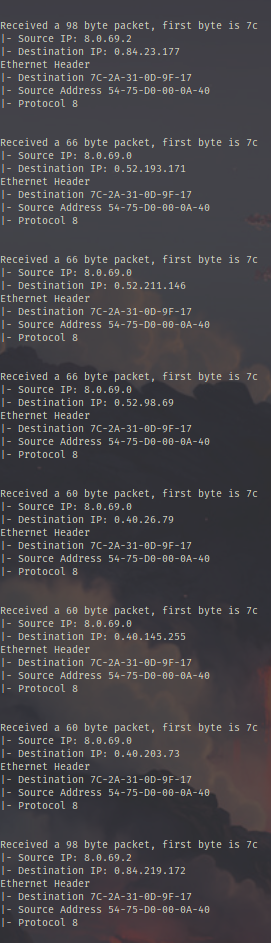 Received a 98 byte packet, first byte is 7c
|- Source IP: 8.0.69.2
|- Destination IP: 0.84.23.177
Ethernet Header
|- Destination 7C-2A-31-0D-9F-17
|- Source Address 54-75-D0-00-0A-40
|- Protocol 8
Received a 66 byte packet, first byte is 7c
|- Source IP: 8.0.69.0
|- Destination IP: 0.52.193.171
Ethernet Header
|- Destination 7C-2A-31-0D-9F-17
|- Source Address 54-75-D0-00-0A-40
|- Protocol 8
Received a 66 byte packet, first byte is 7c
|- Source IP: 8.0.69.0
|- Destination IP: 0.52.211.146
Ethernet Header
|- Destination 7C-2A-31-0D-9F-17
|- Source Address 54-75-D0-00-0A-40
|- Protocol 8
Received a 66 byte packet, first byte is 7c
|- Source IP: 8.0.69.0
|- Destination IP: 0.52.98.69
Ethernet Header
|- Destination 7C-2A-31-0D-9F-17
|- Source Address 54-75-D0-00-0A-40
|- Protocol 8
Received a 60 byte packet, first byte is 7c
|- Source IP: 8.0.69.0
|- Destination IP: 0.40.26.79
Ethernet Header
|- Destination 7C-2A-31-0D-9F-17
|- Source Address 54-75-D0-00-0A-40
|- Protocol 8
Received a 60 byte packet, first byte is 7c
|- Source IP: 8.0.69.0
|- Destination IP: 0.40.145.255
Ethernet Header
|- Destination 7C-2A-31-0D-9F-17
|- Source Address 54-75-D0-00-0A-40
|- Protocol 8
Received a 60 byte packet, first byte is 7c
|- Source IP: 8.0.69.0
|- Destination IP: 0.40.203.73
Ethernet Header
|- Destination 7C-2A-31-0D-9F-17
|- Source Address 54-75-D0-00-0A-40
|- Protocol 8
Received a 98 byte packet, first byte is 7c
|- Source IP: 8.0.69.2
|- Destination IP: 0.84.219.172
Ethernet Header
|- Destination 7C-2A-31-0D-9F-17
|- Source Address 54-75-D0-00-0A-40
|- Protocol 8